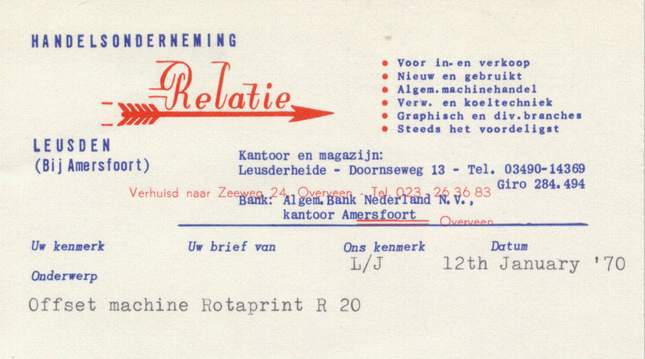 HANDELSONDERNEMING
Relatie
LEUSDEN
(Bij Amersfoort)
• Voor in- en verkoop
• Nieuw en gebruikt
• Algem. machinehandel
• Verw. en koeltechniek
• Graphisch en div. branches
• Steeds het voordeligst
Kantoor en magazijn:
Leusderheide - Doornseweg 13 - Tel. 03490-14369
Giro 284.494
Verhuisd naar Zeeweg 24, Overveen - Tel. 023 - 26 36 83
Bank: Algem. Bank Nederland N.V.,
kantoor Amersfoort
Overveen
Uw kenmerk Uw brief van Ons kenmerk Datum
L/J 12th January '70
Onderwerp
Offset machine Rotaprint R 20